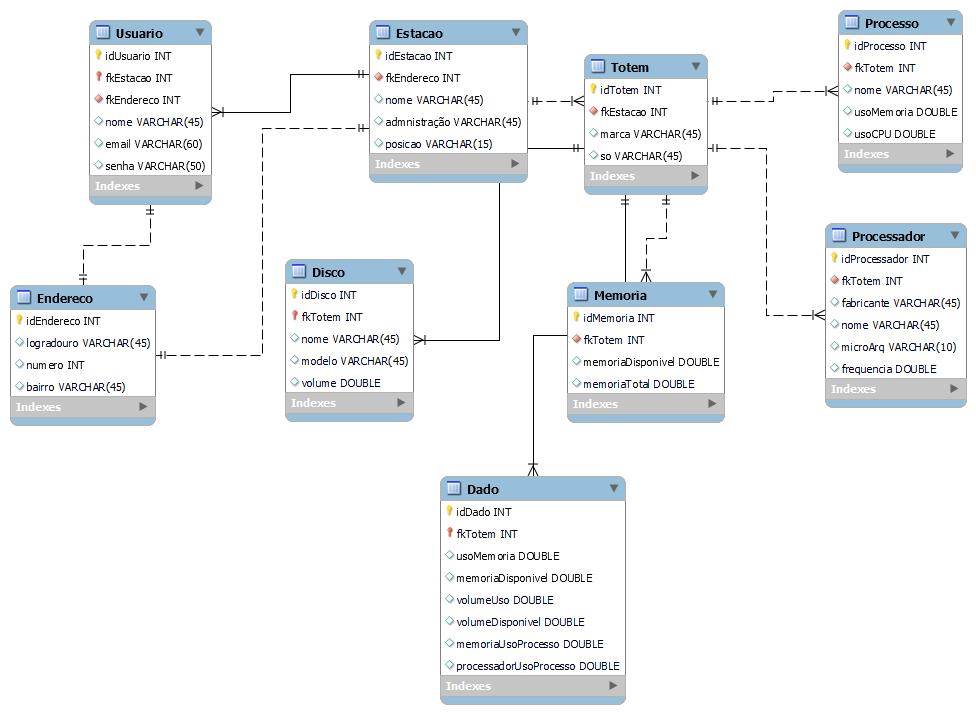 Usuario
idUsuario INT
fkEstacao INT
fkEndereco INT
nome VARCHAR(45)
email VARCHAR(60)
senha VARCHAR(50)
Indexes
Estacao
idEstacao INT
fkEndereco INT
nome VARCHAR(45)
admnistração VARCHAR(45)
posicao VARCHAR(15)
Indexes
Totem
idTotem INT
fkEstacao INT
marca VARCHAR(45)
so VARCHAR(45)
Indexes
Processo
idProcesso INT
fkTotem INT
nome VARCHAR(45)
usoMemoria DOUBLE
usoCPU DOUBLE
Indexes
Endereco
idEndereco INT
logradouro VARCHAR(45)
numero INT
bairro VARCHAR(45)
Indexes
Disco
idDisco INT
fkTotem INT
nome VARCHAR(45)
modelo VARCHAR(45)
volume DOUBLE
Indexes
Memoria
idMemoria INT
fkTotem INT
memoriaDisponivel DOUBLE
memoriaTotal DOUBLE
Indexes
Processador
idProcessador INT
fkTotem INT
fabricante VARCHAR(45)
nome VARCHAR(45)
microArq VARCHAR(10)
frequencia DOUBLE
Indexes
Dado
idDado INT
fkTotem INT
usoMemoria DOUBLE
memoriaDisponivel DOUBLE
volumeUso DOUBLE
volumeDisponivel DOUBLE
memoriaUsoProcesso DOUBLE
processadorUsoProcesso DOUBLE
Indexes